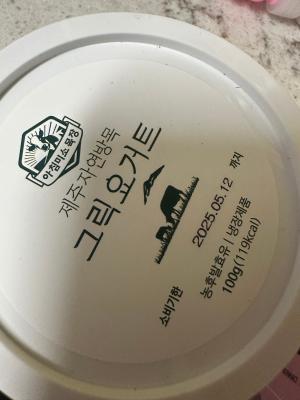 아침미소목장
제주 자연방목
그릭 요거트
소비기한
2025.05.12 까지
농후발효유 | 냉장제품
100g(119kcal)